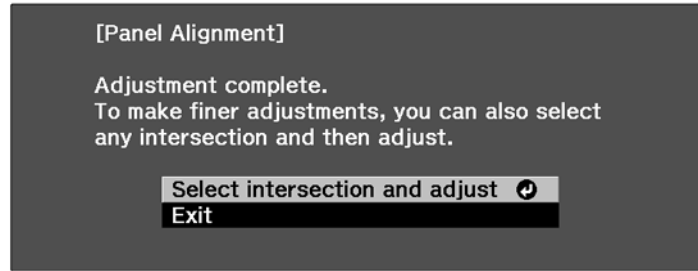 [Panel Alignment]
Adjustment complete.
To make finer adjustments, you can also select
any intersection and then adjust.
Select intersection and adjust
Exit